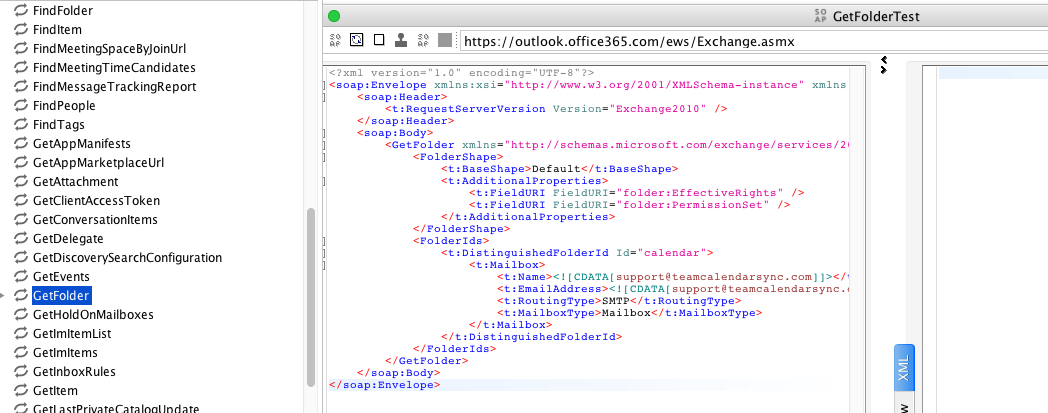 FindFolder
FindItem
FindMeetingSpaceByJoinUrl
FindMeetingTimeCandidates
FindMessageTrackingReport
FindPeople
FindTags
GetAppManifests
GetAppMarketplaceUrl
GetAttachment
GetClientAccessToken
GetConversationItems
GetDelegate
GetDiscoverySearchConfiguration
GetEvents
GetFolder
GetHoldOnMailboxes
GetImItemList
GetImItems
GetInboxRules
GetItem
GetLastPrivateCatalogUpdate
SO AP GetFolderTest
SO AP SO AP https://outlook.office365.com/ews/Exchange.asmx
<?xml version="1.0" encoding="UTF-8"?>
<soap:Envelope xmlns:xsi="http://www.w3.org/2001/XMLSchema-instance" xmlns
<soap:Header>
<t:RequestServerVersion Version="Exchange2010" />
</soap:Header>
<soap:Body>
<GetFolder xmlns="http://schemas.microsoft.com/exchange/services/20
<FolderShape>
<t:BaseShape>Default</t:BaseShape>
<t:AdditionalProperties>
<t:FieldURI FieldURI="folder:EffectiveRights" />
<t:FieldURI FieldURI="folder:PermissionSet" />
</t:AdditionalProperties>
</FolderShape>
<FolderIds>
<t:DistinguishedFolderId Id="calendar">
<t:Mailbox>
<t:Name><![CDATA[support@teamcalendarsync.com]]></t
<t:EmailAddress><![CDATA[support@teamcalendarsync.c
<t:RoutingType>SMTP</t:RoutingType>
<t:MailboxType>Mailbox</t:MailboxType>
</t:Mailbox>
</t:DistinguishedFolderId>
</FolderIds>
</GetFolder>
</soap:Body>
</soap:Envelope>
XML